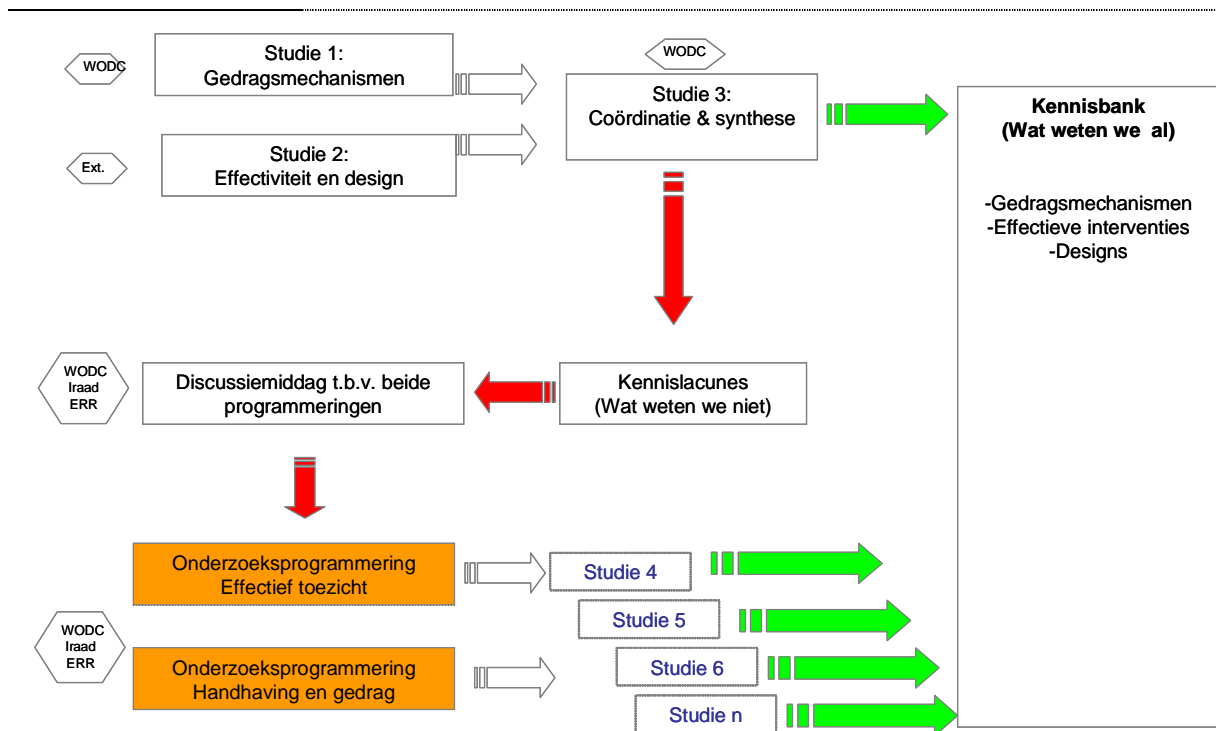 WODC
Studie 1:
Gedragsmechanismen
WODC
Studie 3:
Coördinatie & synthese
Ext.
Studie 2:
Effectiviteit en design
Kennisbank
(Wat weten we al)
-Gedragsmechanismen
-Effectieve interventies
-Designs
WODC
Iraad
ERR
Discussiemiddag t.b.v. beide
programmeringen
Kennislacunes
(Wat weten we niet)
Onderzoeksprogrammering
Effectief toezicht
Studie 4
Studie 5
WODC
Iraad
ERR
Onderzoeksprogrammering
Handhaving en gedrag
Studie 6
Studie n